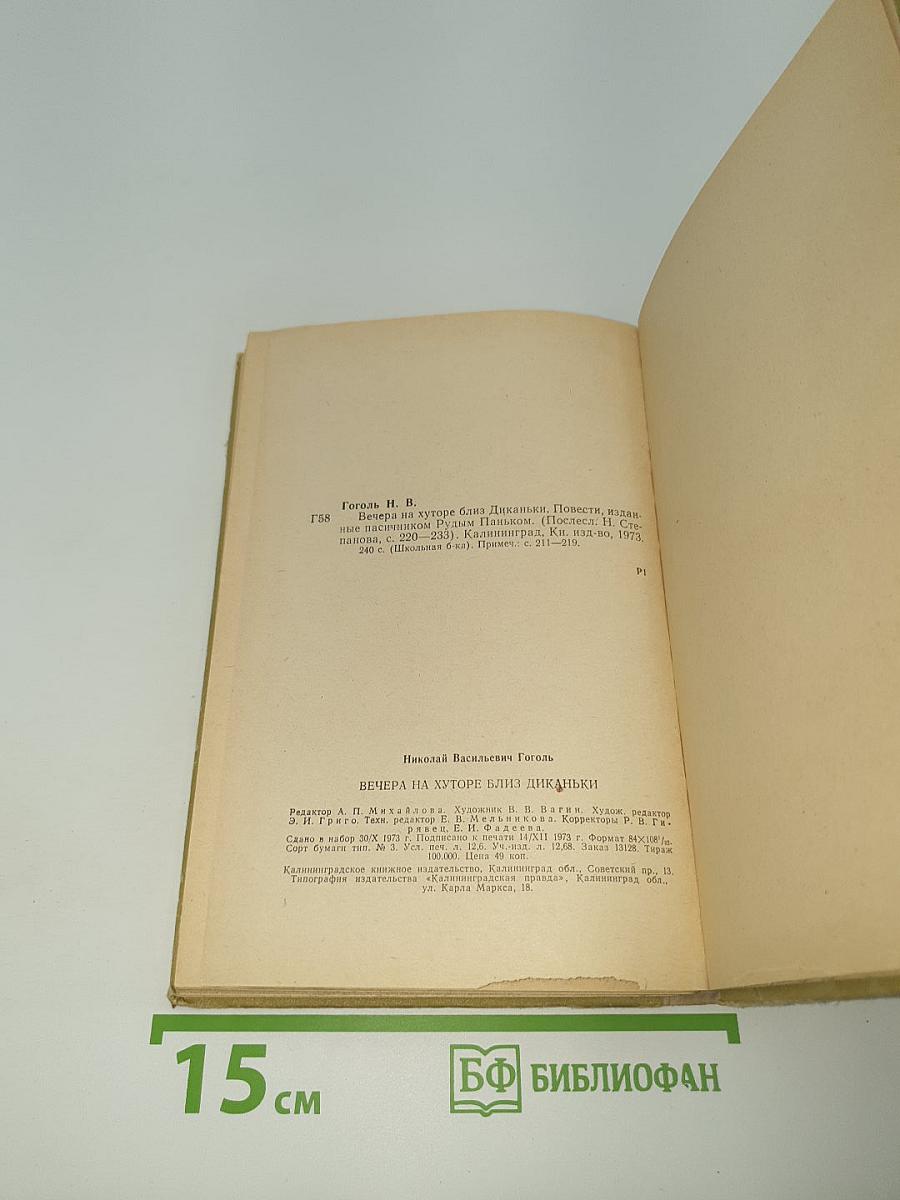 Гоголь Н. В.
Г58 Вечера на хуторе близ Диканьки. Повести, издан-
ные пасичником Рудым Паньком. (Послесл. Н. Сте-
панова, с. 220—233). Калининград, Кн. изд-во, 1973.
240 с. (Школьная б-ка). Примеч.: с. 211—219.
Р1
Николай Васильевич Гоголь
ВЕЧЕРА НА ХУТОРЕ БЛИЗ ДИКАНЬКИ
Редактор А. П. Михайлова. Художник В. В. Вагин. Худож. редактор
Э. И. Григо. Техн. редактор Е. В. Мельникова. Корректоры Р. В. Ги-
рявец, Е. И. Фадеева.
Сдано в набор 30/X 1973 г. Подписано к печати 14/XII 1973 г. Формат 84×108¹/₃₂.
Сорт бумаги тип. № 3. Усл. печ. л. 12,6. Уч.-изд. л. 12,68. Заказ 13128. Тираж
100.000. Цена 49 коп.
Калининградское книжное издательство, Калининград обл., Советский пр., 13.
Типография издательства «Калининградская правда», Калининград обл.,
ул. Карла Маркса, 18.
15 см
БФ БИБЛИОФАН